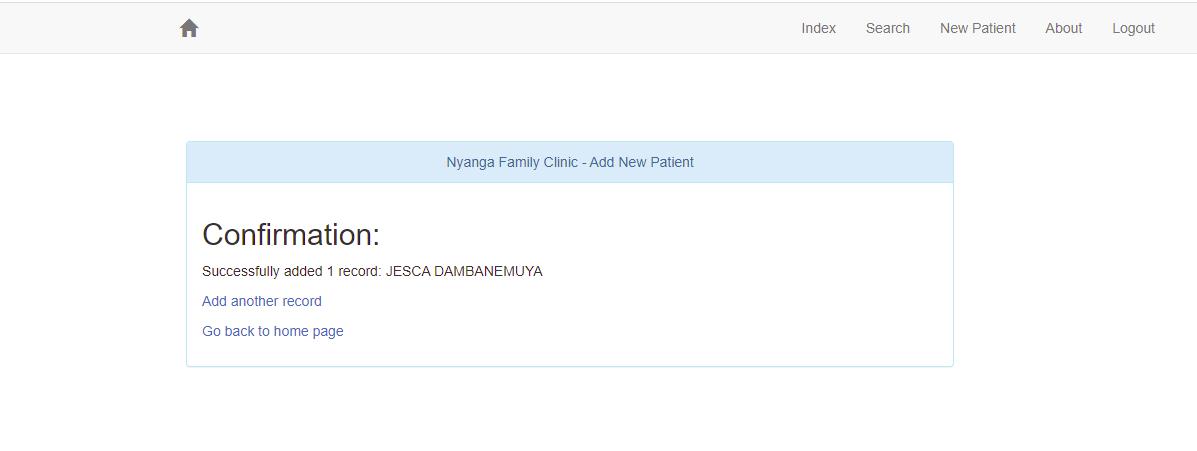 Index Search New Patient About Logout
Nyanga Family Clinic - Add New Patient
Confirmation:
Successfully added 1 record: JESCA DAMBANEMUYA
Add another record
Go back to home page